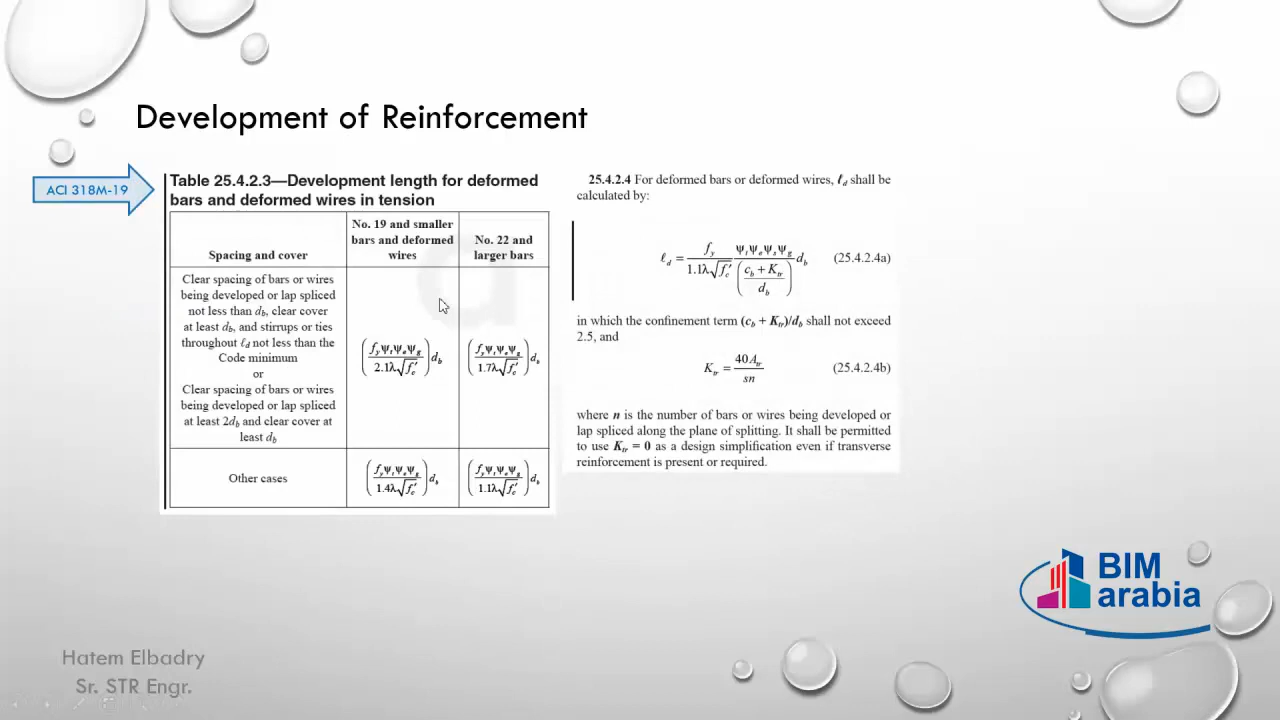 Development of Reinforcement
ACI 318M-19
Table 25.4.2.3—Development length for deformed
bars and deformed wires in tension
Spacing and cover
No. 19 and smaller
bars and deformed
wires
No. 22 and
larger bars
Clear spacing of bars or wires
being developed or lap spliced
not less than d_b, clear cover
at least d_b, and stirrups or ties
throughout ℓ_d not less than the
Code minimum
or
Clear spacing of bars or wires
being developed or lap spliced
at least 2d_b and clear cover at
least d_b
(f_y ψ_t ψ_e ψ_g / 2.1λ√f_c′) d_b
(f_y ψ_t ψ_e ψ_g / 1.7λ√f_c′) d_b
Other cases
(f_y ψ_t ψ_e ψ_g / 1.4λ√f_c′) d_b
(f_y ψ_t ψ_e ψ_g / 1.1λ√f_c′) d_b
25.4.2.4 For deformed bars or deformed wires, ℓ_d shall be
calculated by:
ℓ_d = f_y / 1.1λ√f_c′ ψ_t ψ_e ψ_s ψ_g / ((c_b + K_tr) / d_b) d_b (25.4.2.4a)
in which the confinement term (c_b + K_tr)/d_b shall not exceed
2.5, and
K_tr = 40A_tr / sn (25.4.2.4b)
where n is the number of bars or wires being developed or
lap spliced along the plane of splitting. It shall be permitted
to use K_tr = 0 as a design simplification even if transverse
reinforcement is present or required.
BIM
arabia
Hatem Elbadry
Sr. STR Engr.